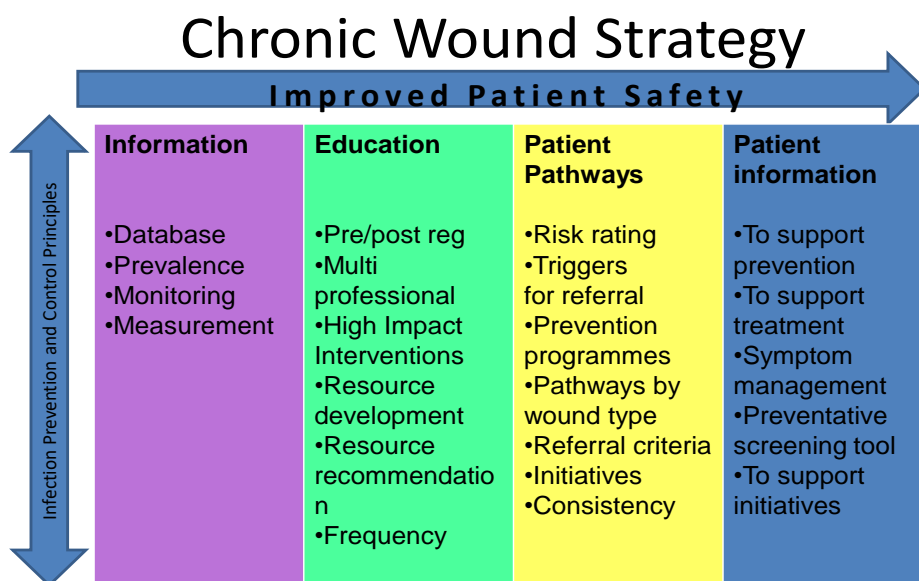 Chronic Wound Strategy
Improved Patient Safety
Infection Prevention and Control Principles
Information
•Database
•Prevalence
•Monitoring
•Measurement
Education
•Pre/post reg
•Multi
professional
•High Impact
Interventions
•Resource
development
•Resource
recommendatio
n
•Frequency
Patient
Pathways
•Risk rating
•Triggers
for referral
•Prevention
programmes
•Pathways by
wound type
•Referral criteria
•Initiatives
•Consistency
Patient
information
•To support
prevention
•To support
treatment
•Symptom
management
•Preventative
screening tool
•To support
initiatives